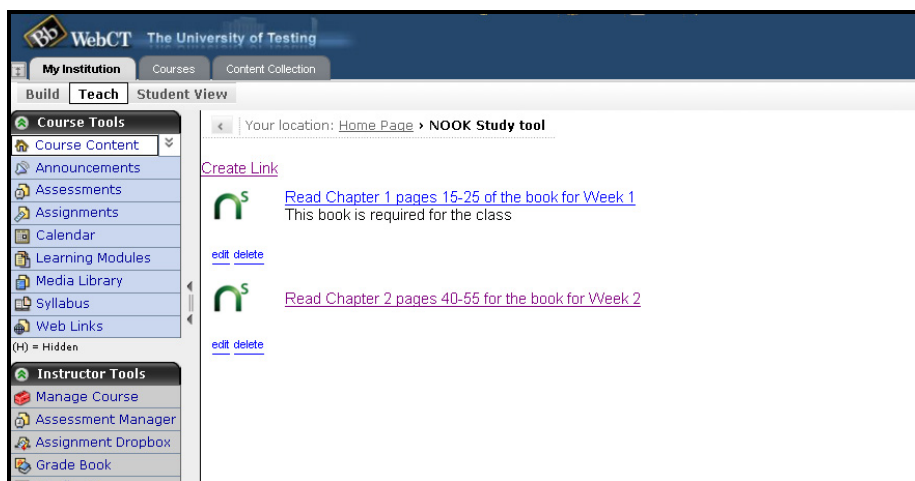 Bb WebCT The University of Testing
My Institution Courses Content Collection
Build Teach Student View
Course Tools
Your location: Home Page › NOOK Study tool
Course Content
Create Link
Announcements
Assessments
Read Chapter 1 pages 15-25 of the book for Week 1
This book is required for the class
Assignments
Calendar
edit delete
Learning Modules
Media Library
Syllabus
Read Chapter 2 pages 40-55 for the book for Week 2
Web Links
(H) = Hidden
edit delete
Instructor Tools
Manage Course
Assessment Manager
Assignment Dropbox
Grade Book
nS
nS